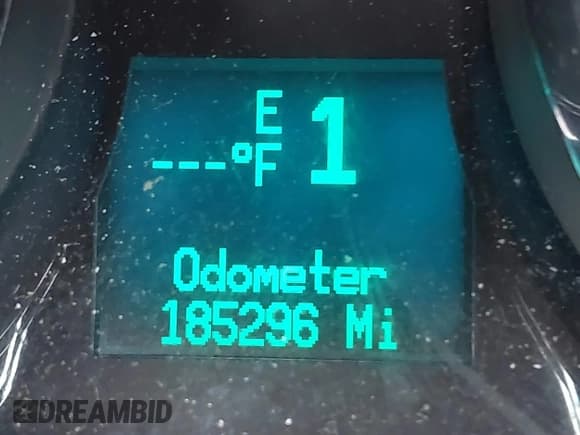 E 1
---°F
Odometer
185296 Mi
DREAMBID